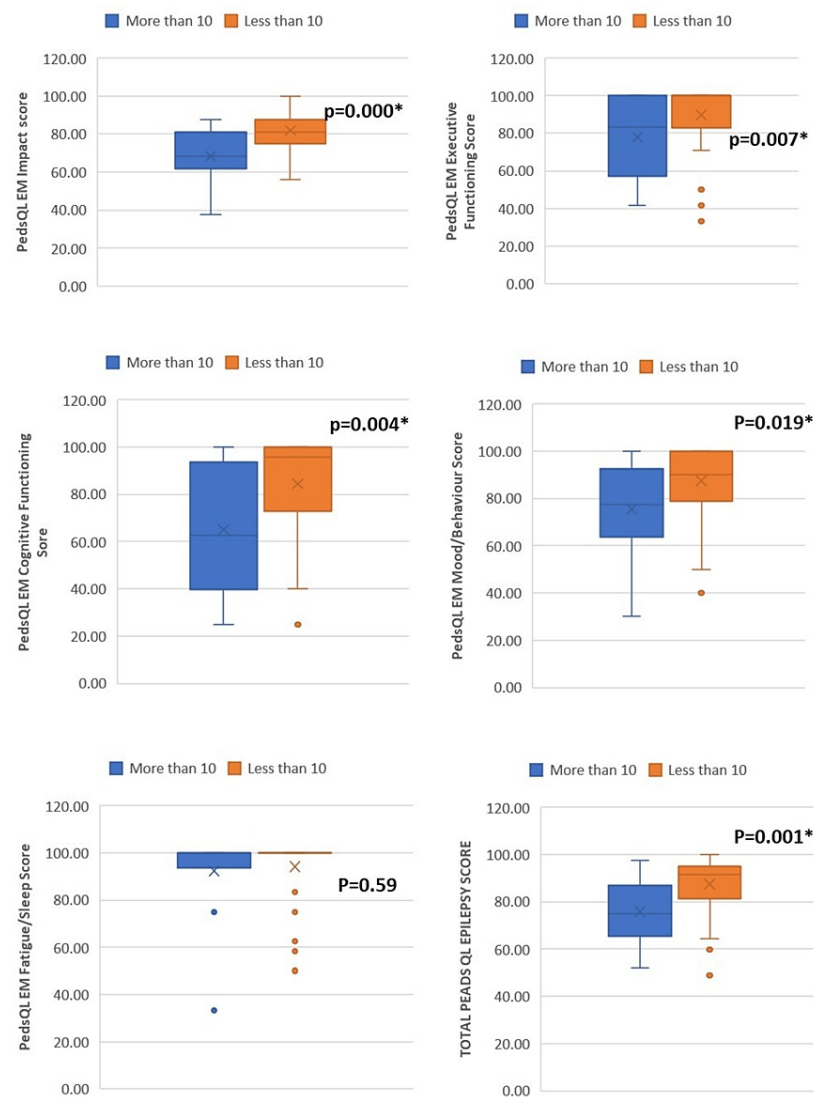 More than 10 Less than 10
PedsQL EM Impact score
120.00
100.00
80.00
60.00
40.00
20.00
0.00
p=0.000*
More than 10 Less than 10
PedsQL EM Executive
Functioning Score
120.00
100.00
80.00
60.00
40.00
20.00
0.00
p=0.007*
More than 10 Less than 10
PedsQL EM Cognitive Functioning
Sore
120.00
100.00
80.00
60.00
40.00
20.00
0.00
p=0.004*
More than 10 Less than 10
PedsQL EM Mood/Behaviour Score
120.00
100.00
80.00
60.00
40.00
20.00
0.00
P=0.019*
More than 10 Less than 10
PedsQL EM Fatigue/Sleep Score
120.00
100.00
80.00
60.00
40.00
20.00
0.00
P=0.59
More than 10 Less than 10
TOTAL PEADS QL EPILEPSY SCORE
120.00
100.00
80.00
60.00
40.00
20.00
0.00
P=0.001*